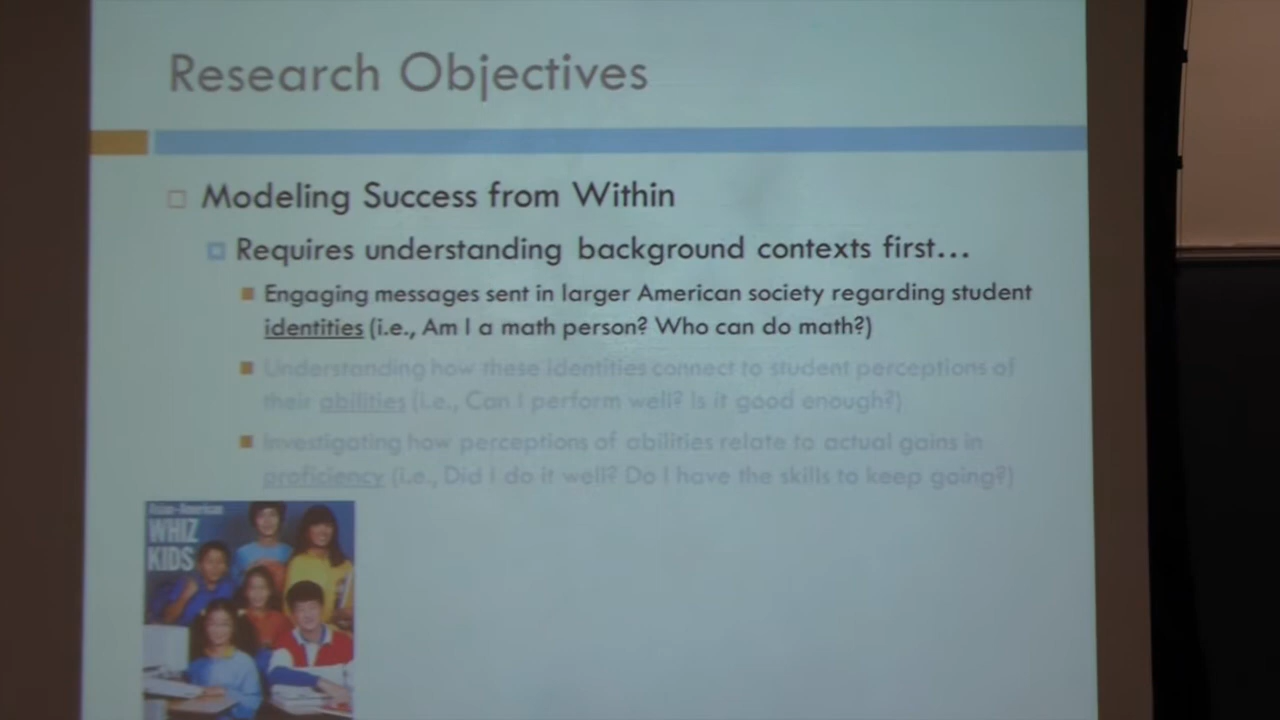 Research Objectives
Modeling Success from Within
Requires understanding background contexts first...
Engaging messages sent in larger American society regarding student
identities (i.e., Am I a math person? Who can do math?)
Understanding how these identities connect to student perceptions of
their abilities (i.e., Can I perform well? Is it good enough?)
Investigating how perceptions of abilities relate to actual gains in
proficiency (i.e., Did I do it well? Do I have the skills to keep going?)
Asian-American
WHIZ
KIDS